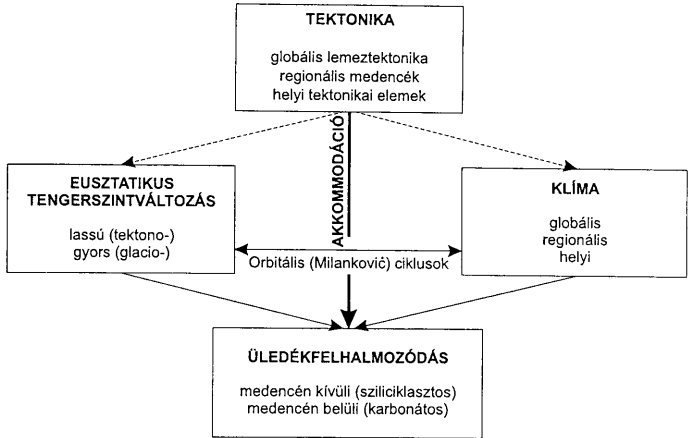 TEKTONIKA
globális lemeztektonika
regionális medencék
helyi tektonikai elemek
AKKOMMODÁCIÓ
EUSZTATIKUS
TENGERSZINTVÁLTOZÁS
lassú (tektono-)
gyors (glacio-)
KLÍMA
globális
regionális
helyi
Orbitális (Milankovič) ciklusok
ÜLEDÉKFELHALMOZÓDÁS
medencén kívüli (sziliciklasztos)
medencén belüli (karbonátos)